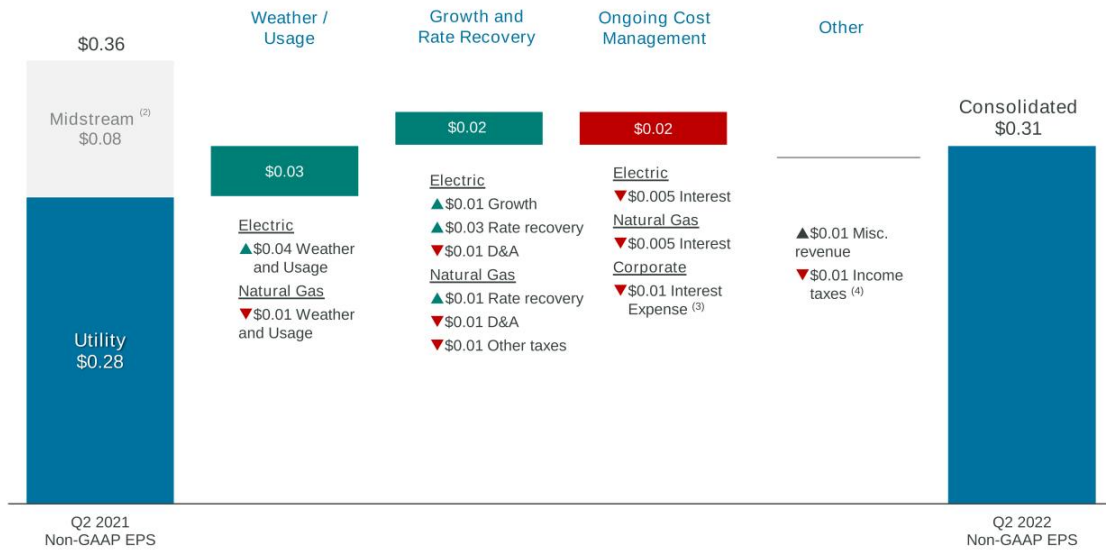 $0.36
Midstream (2)
$0.08
Utility
$0.28
Q2 2021
Non-GAAP EPS
Weather /
Usage
$0.03
Electric
▲$0.04 Weather
and Usage
Natural Gas
▼$0.01 Weather
and Usage
Growth and
Rate Recovery
$0.02
Electric
▲$0.01 Growth
▲$0.03 Rate recovery
▼$0.01 D&A
Natural Gas
▲$0.01 Rate recovery
▼$0.01 D&A
▼$0.01 Other taxes
Ongoing Cost
Management
$0.02
Electric
▼$0.005 Interest
Natural Gas
▼$0.005 Interest
Corporate
▼$0.01 Interest
Expense (3)
Other
▲$0.01 Misc.
revenue
▼$0.01 Income
taxes (4)
Consolidated
$0.31
Q2 2022
Non-GAAP EPS